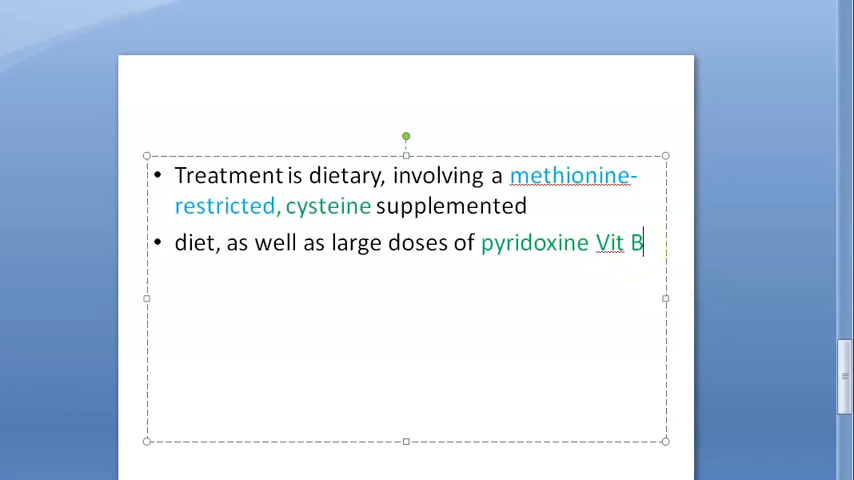 • Treatment is dietary, involving a methionine-
restricted, cysteine supplemented
• diet, as well as large doses of pyridoxine Vit B